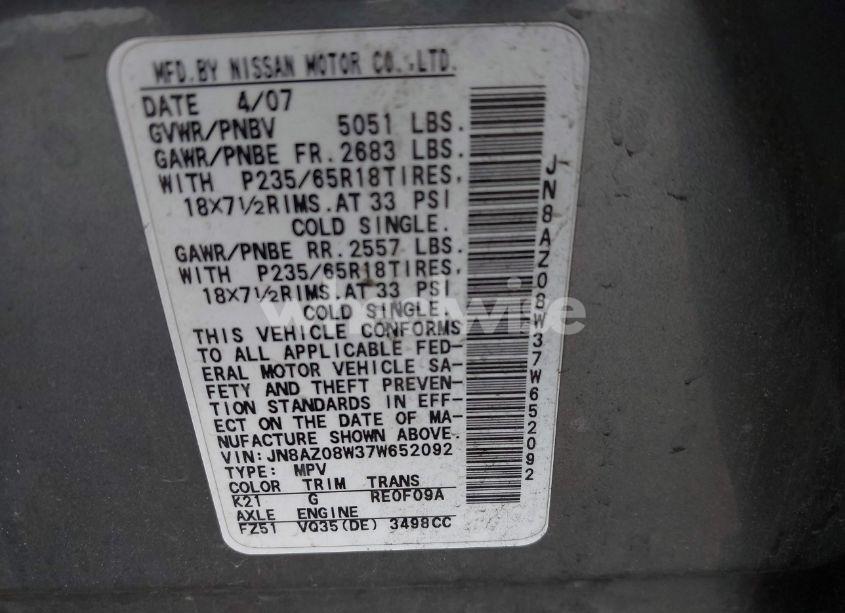 MFD.BY NISSAN MOTOR CO.,LTD.
DATE 4/07
GVWR/PNBV 5051 LBS.
GAWR/PNBE FR.2683 LBS.
WITH P235/65R18TIRES,
18X7½RIMS.AT 33 PSI
COLD SINGLE.
GAWR/PNBE RR.2557 LBS.
WITH P235/65R18TIRES,
18X7½RIMS.AT 33 PSI
COLD SINGLE.
THIS VEHICLE CONFORMS
TO ALL APPLICABLE FED-
ERAL MOTOR VEHICLE SA-
FETY AND THEFT PREVEN-
TION STANDARDS IN EFF-
ECT ON THE DATE OF MA-
NUFACTURE SHOWN ABOVE.
VIN:JN8AZ08W37W652092
TYPE: MPV
COLOR TRIM TRANS
K21 G RE0F09A
AXLE ENGINE
FZ51 VQ35(DE) 3498CC
JN8AZ08W37W652092
wheelwise